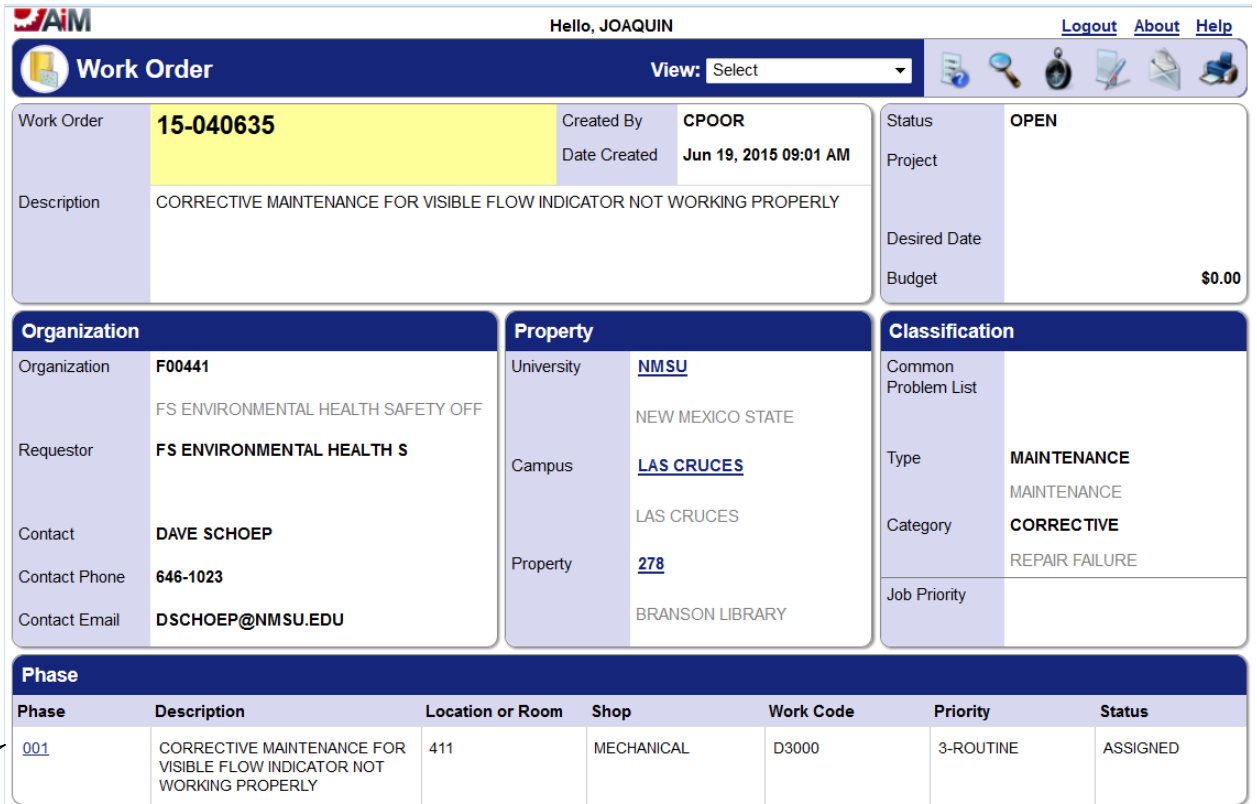 AiM
Hello, JOAQUIN
Logout About Help
Work Order
View: Select
Work Order 15-040635
Created By CPOOR
Date Created Jun 19, 2015 09:01 AM
Description CORRECTIVE MAINTENANCE FOR VISIBLE FLOW INDICATOR NOT WORKING PROPERLY
Status OPEN
Project
Desired Date
Budget $0.00
Organization
Organization F00441
FS ENVIRONMENTAL HEALTH SAFETY OFF
Requestor FS ENVIRONMENTAL HEALTH S
Contact DAVE SCHOEP
Contact Phone 646-1023
Contact Email DSCHOEP@NMSU.EDU
Property
University NMSU
NEW MEXICO STATE
Campus LAS CRUCES
LAS CRUCES
Property 278
BRANSON LIBRARY
Classification
Common
Problem List
Type MAINTENANCE
MAINTENANCE
Category CORRECTIVE
REPAIR FAILURE
Job Priority
Phase
Phase Description Location or Room Shop Work Code Priority Status
001 CORRECTIVE MAINTENANCE FOR 411 MECHANICAL D3000 3-ROUTINE ASSIGNED
VISIBLE FLOW INDICATOR NOT
WORKING PROPERLY